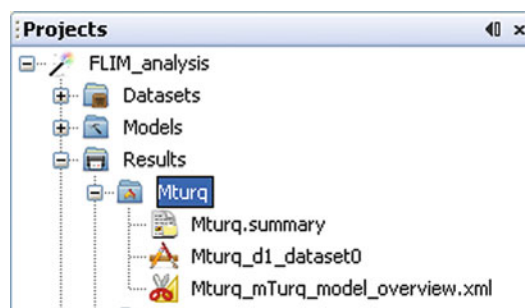 Projects
FLIM_analysis
Datasets
Models
Results
Mturq
Mturq.summary
Mturq_d1_dataset0
Mturq_mTurq_model_overview.xml